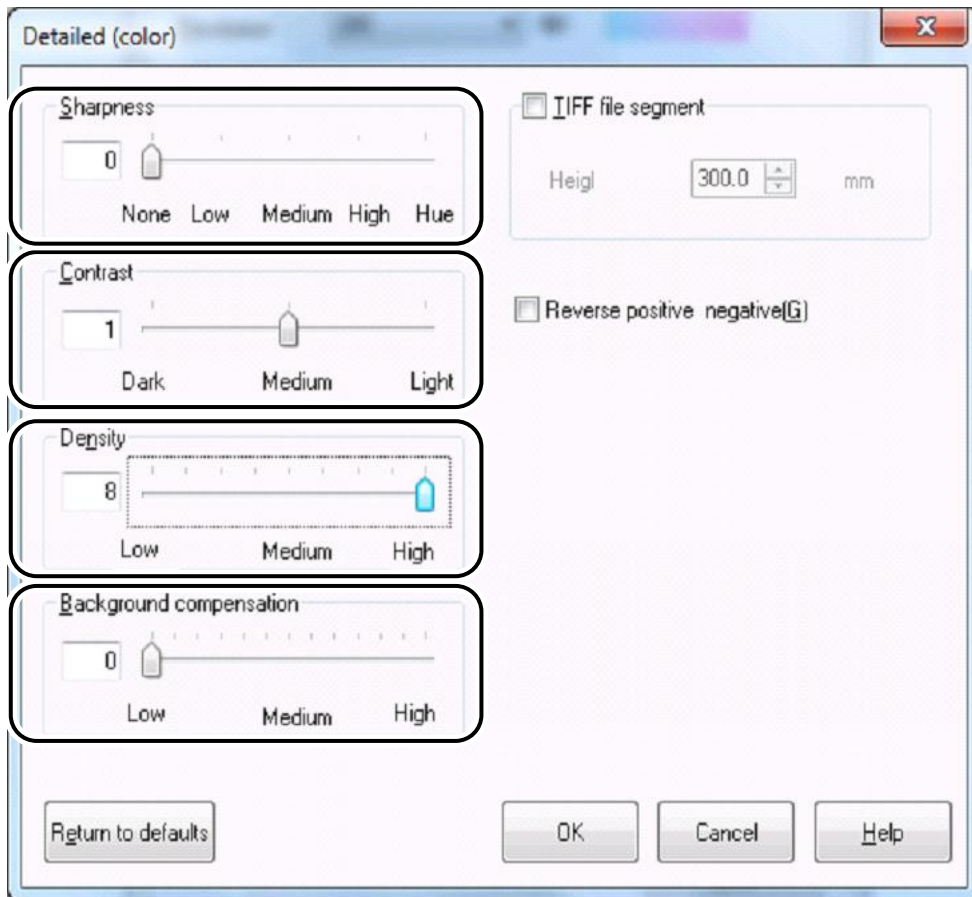 Detailed (color)
Sharpness
0
None Low Medium High Hue
Contrast
1
Dark Medium Light
Density
8
Low Medium High
Background compensation
0
Low Medium High
TIFF file segment
Heigl 300.0 mm
Reverse positive negative(G)
Return to defaults OK Cancel Help